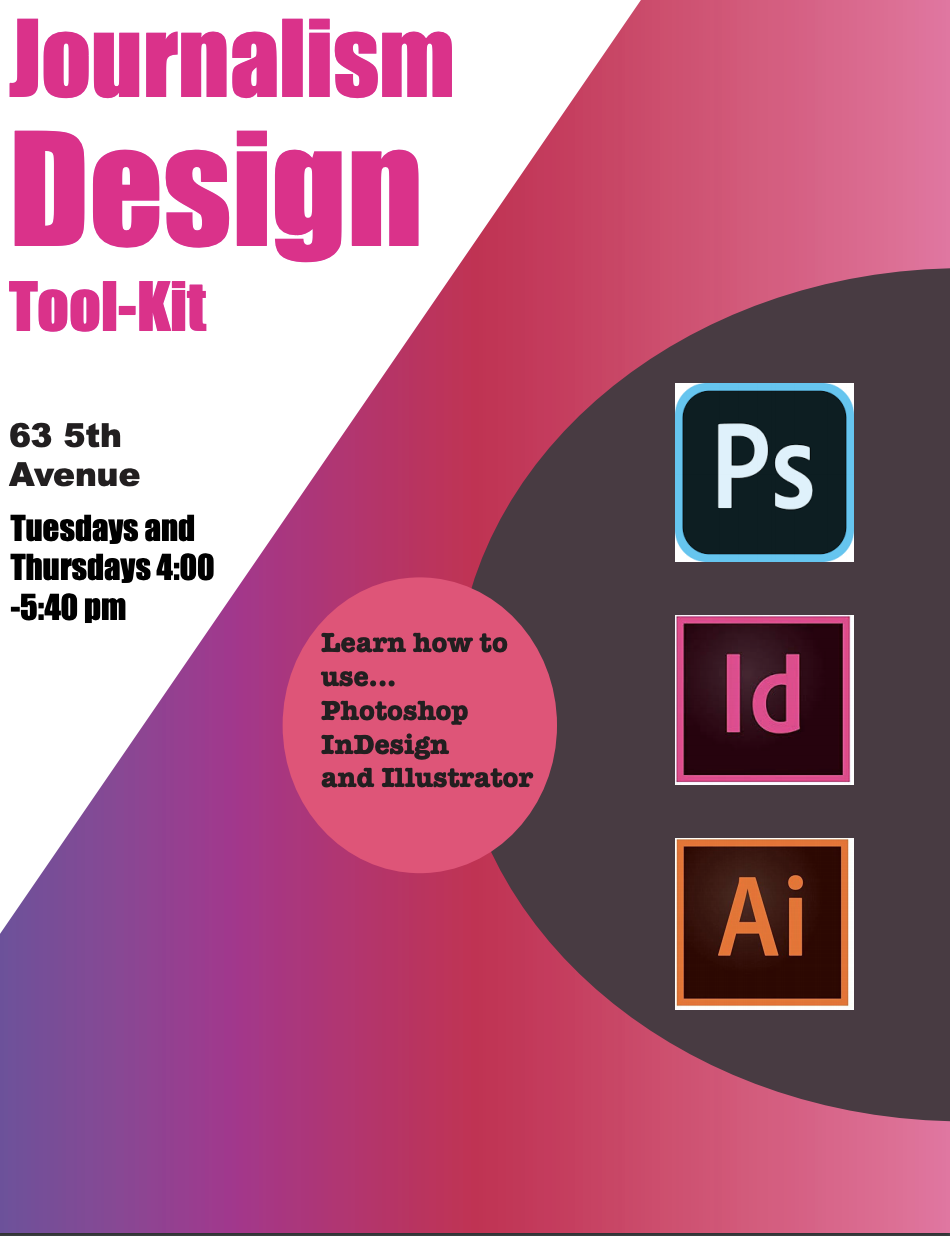 Journalism
Design
Tool-Kit
63 5th
Avenue
Tuesdays and
Thursdays 4:00
-5:40 pm
Learn how to
use...
Photoshop
InDesign
and Illustrator
Ps
Id
Ai